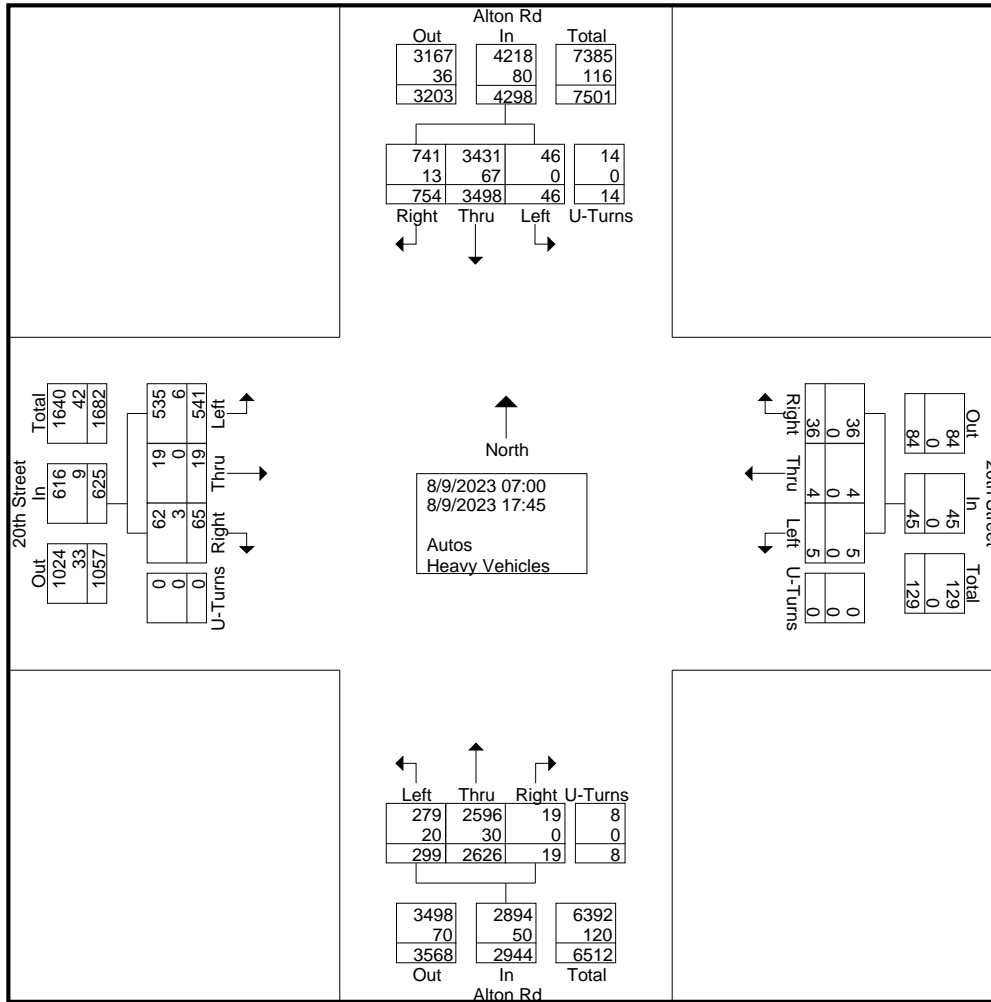 Alton Rd
Out In Total
3167 4218 7385
36 80 116
3203 4298 7501
741 3431 46 14
13 67 0 0
754 3498 46 14
Right Thru Left U-Turns
20th Street
Total In Out
1640 616 1024
42 9 33
1682 625 1057
535 19 62 0
6 0 3 0
541 19 65 0
Left Thru Right U-Turns
North
8/9/2023 07:00
8/9/2023 17:45
Autos
Heavy Vehicles
Right Thru Left U-Turns
36 4 5 0
0 0 0 0
36 4 5 0
Out In Total
84 45 129
0 0 0
84 45 129
20th Street
Left Thru Right U-Turns
279 2596 19 8
20 30 0 0
299 2626 19 8
3498 2894 6392
70 50 120
3568 2944 6512
Out In Total
Alton Rd